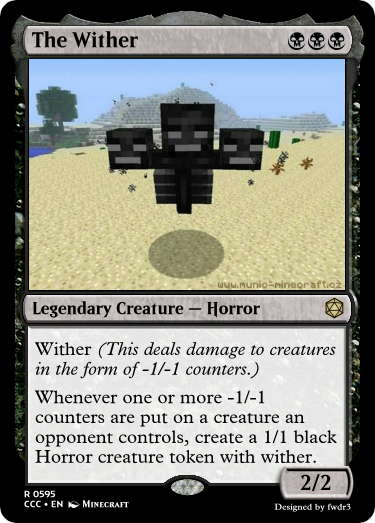 The Wither
www.munio-minecraft.cz
Legendary Creature — Horror
Wither (This deals damage to creatures
in the form of -1/-1 counters.)
Whenever one or more -1/-1
counters are put on a creature an
opponent controls, create a 1/1 black
Horror creature token with wither.
2/2
R 0595
CCC • EN MINECRAFT
Designed by fwdr3